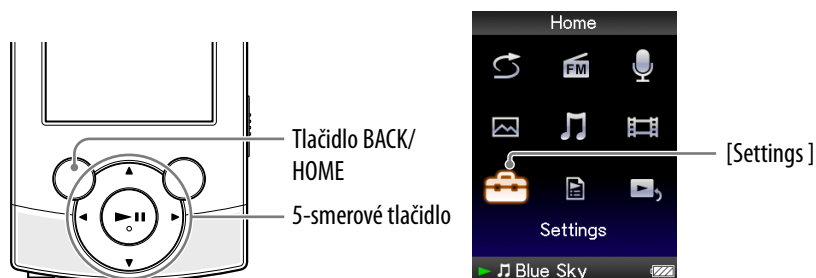 Tlačidlo BACK/
HOME
5-smerové tlačidlo
Home
FM
[Settings ]
Settings
Blue Sky